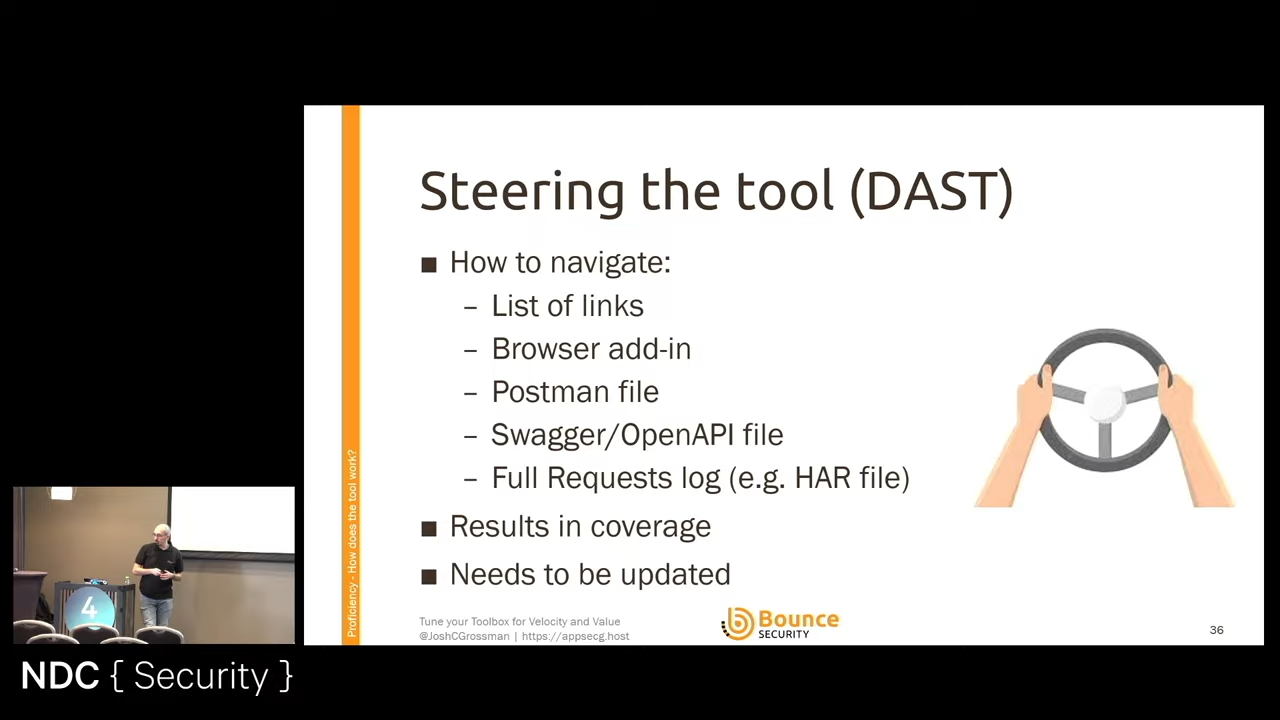 Steering the tool (DAST)
■ How to navigate:
– List of links
– Browser add-in
– Postman file
– Swagger/OpenAPI file
– Full Requests log (e.g. HAR file)
■ Results in coverage
■ Needs to be updated
Proficiency - How does the tool work?
Tune your Toolbox for Velocity and Value
@JoshCGrossman | https://appsecg.host
Bounce
SECURITY
36
4
NDC { Security }